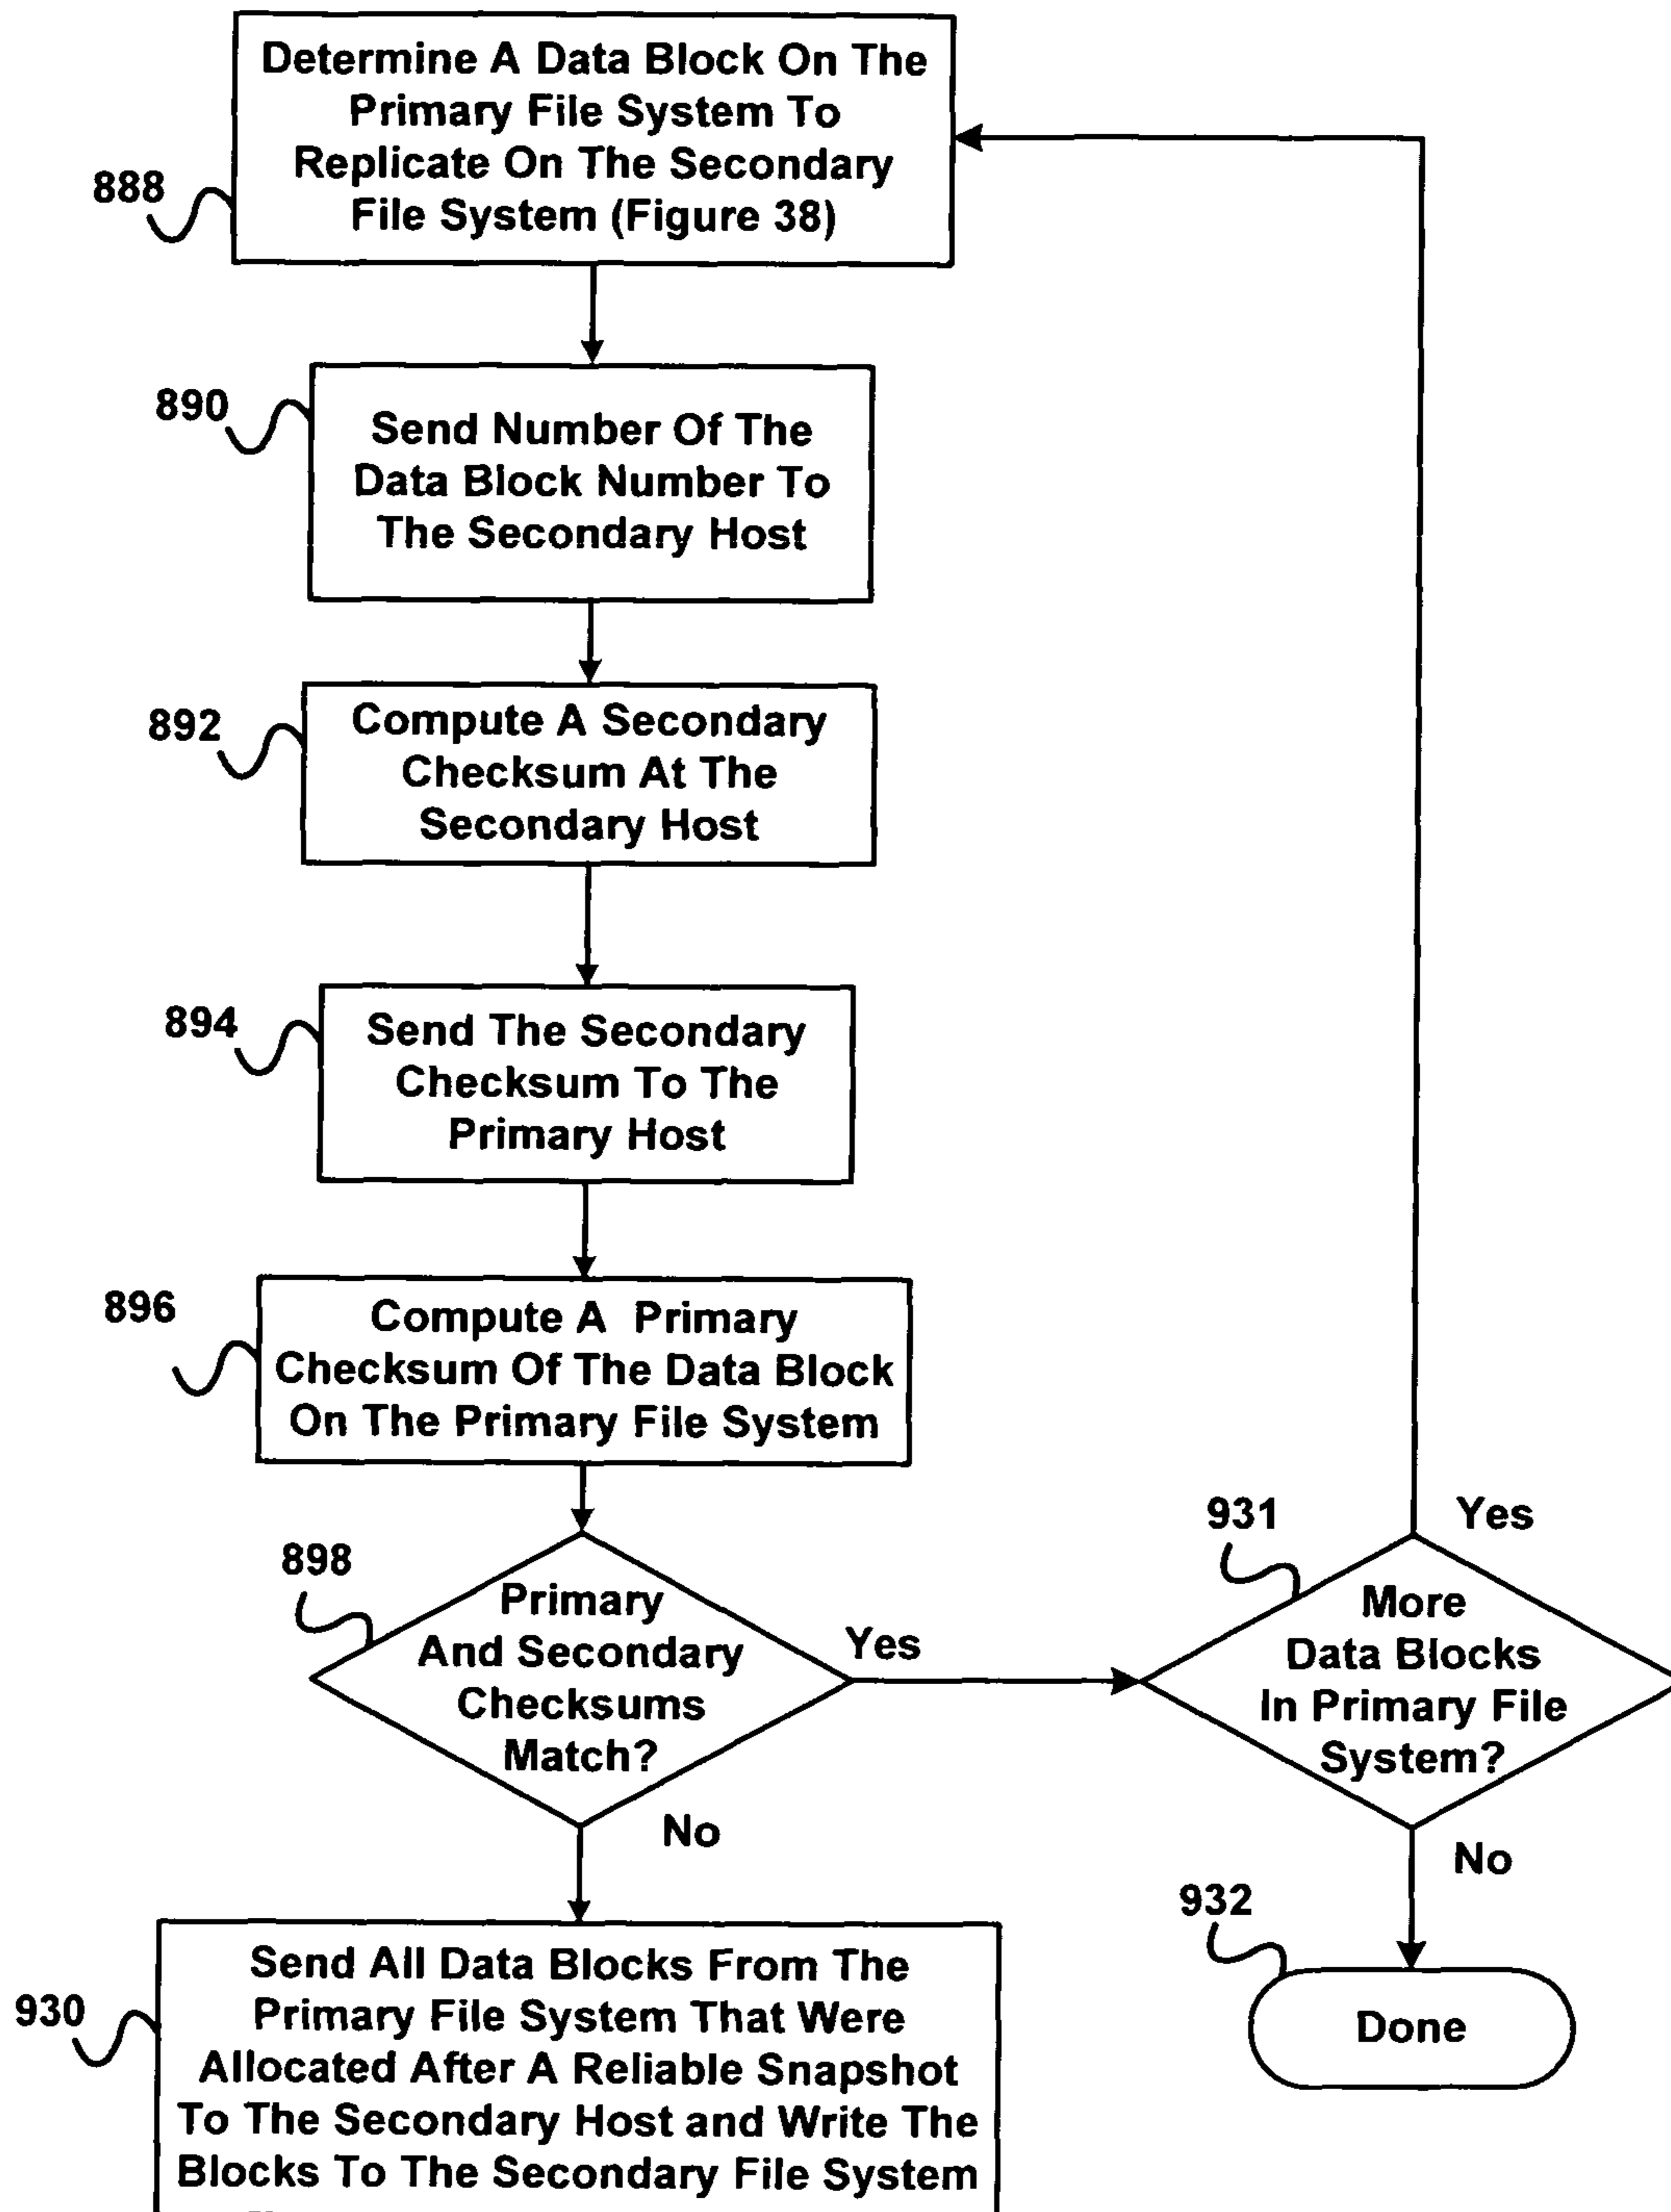 Determine A Data Block On The
Primary File System To
Replicate On The Secondary
File System (Figure 38)
888
890
Send Number Of The
Data Block Number To
The Secondary Host
892
Compute A Secondary
Checksum At The
Secondary Host
894
Send The Secondary
Checksum To The
Primary Host
896
Compute A Primary
Checksum Of The Data Block
On The Primary File System
898
Primary
And Secondary
Checksums
Match?
Yes
No
931
Yes
More
Data Blocks
In Primary File
System?
No
930
Send All Data Blocks From The
Primary File System That Were
Allocated After A Reliable Snapshot
To The Secondary Host and Write The
Blocks To The Secondary File System
932
Done